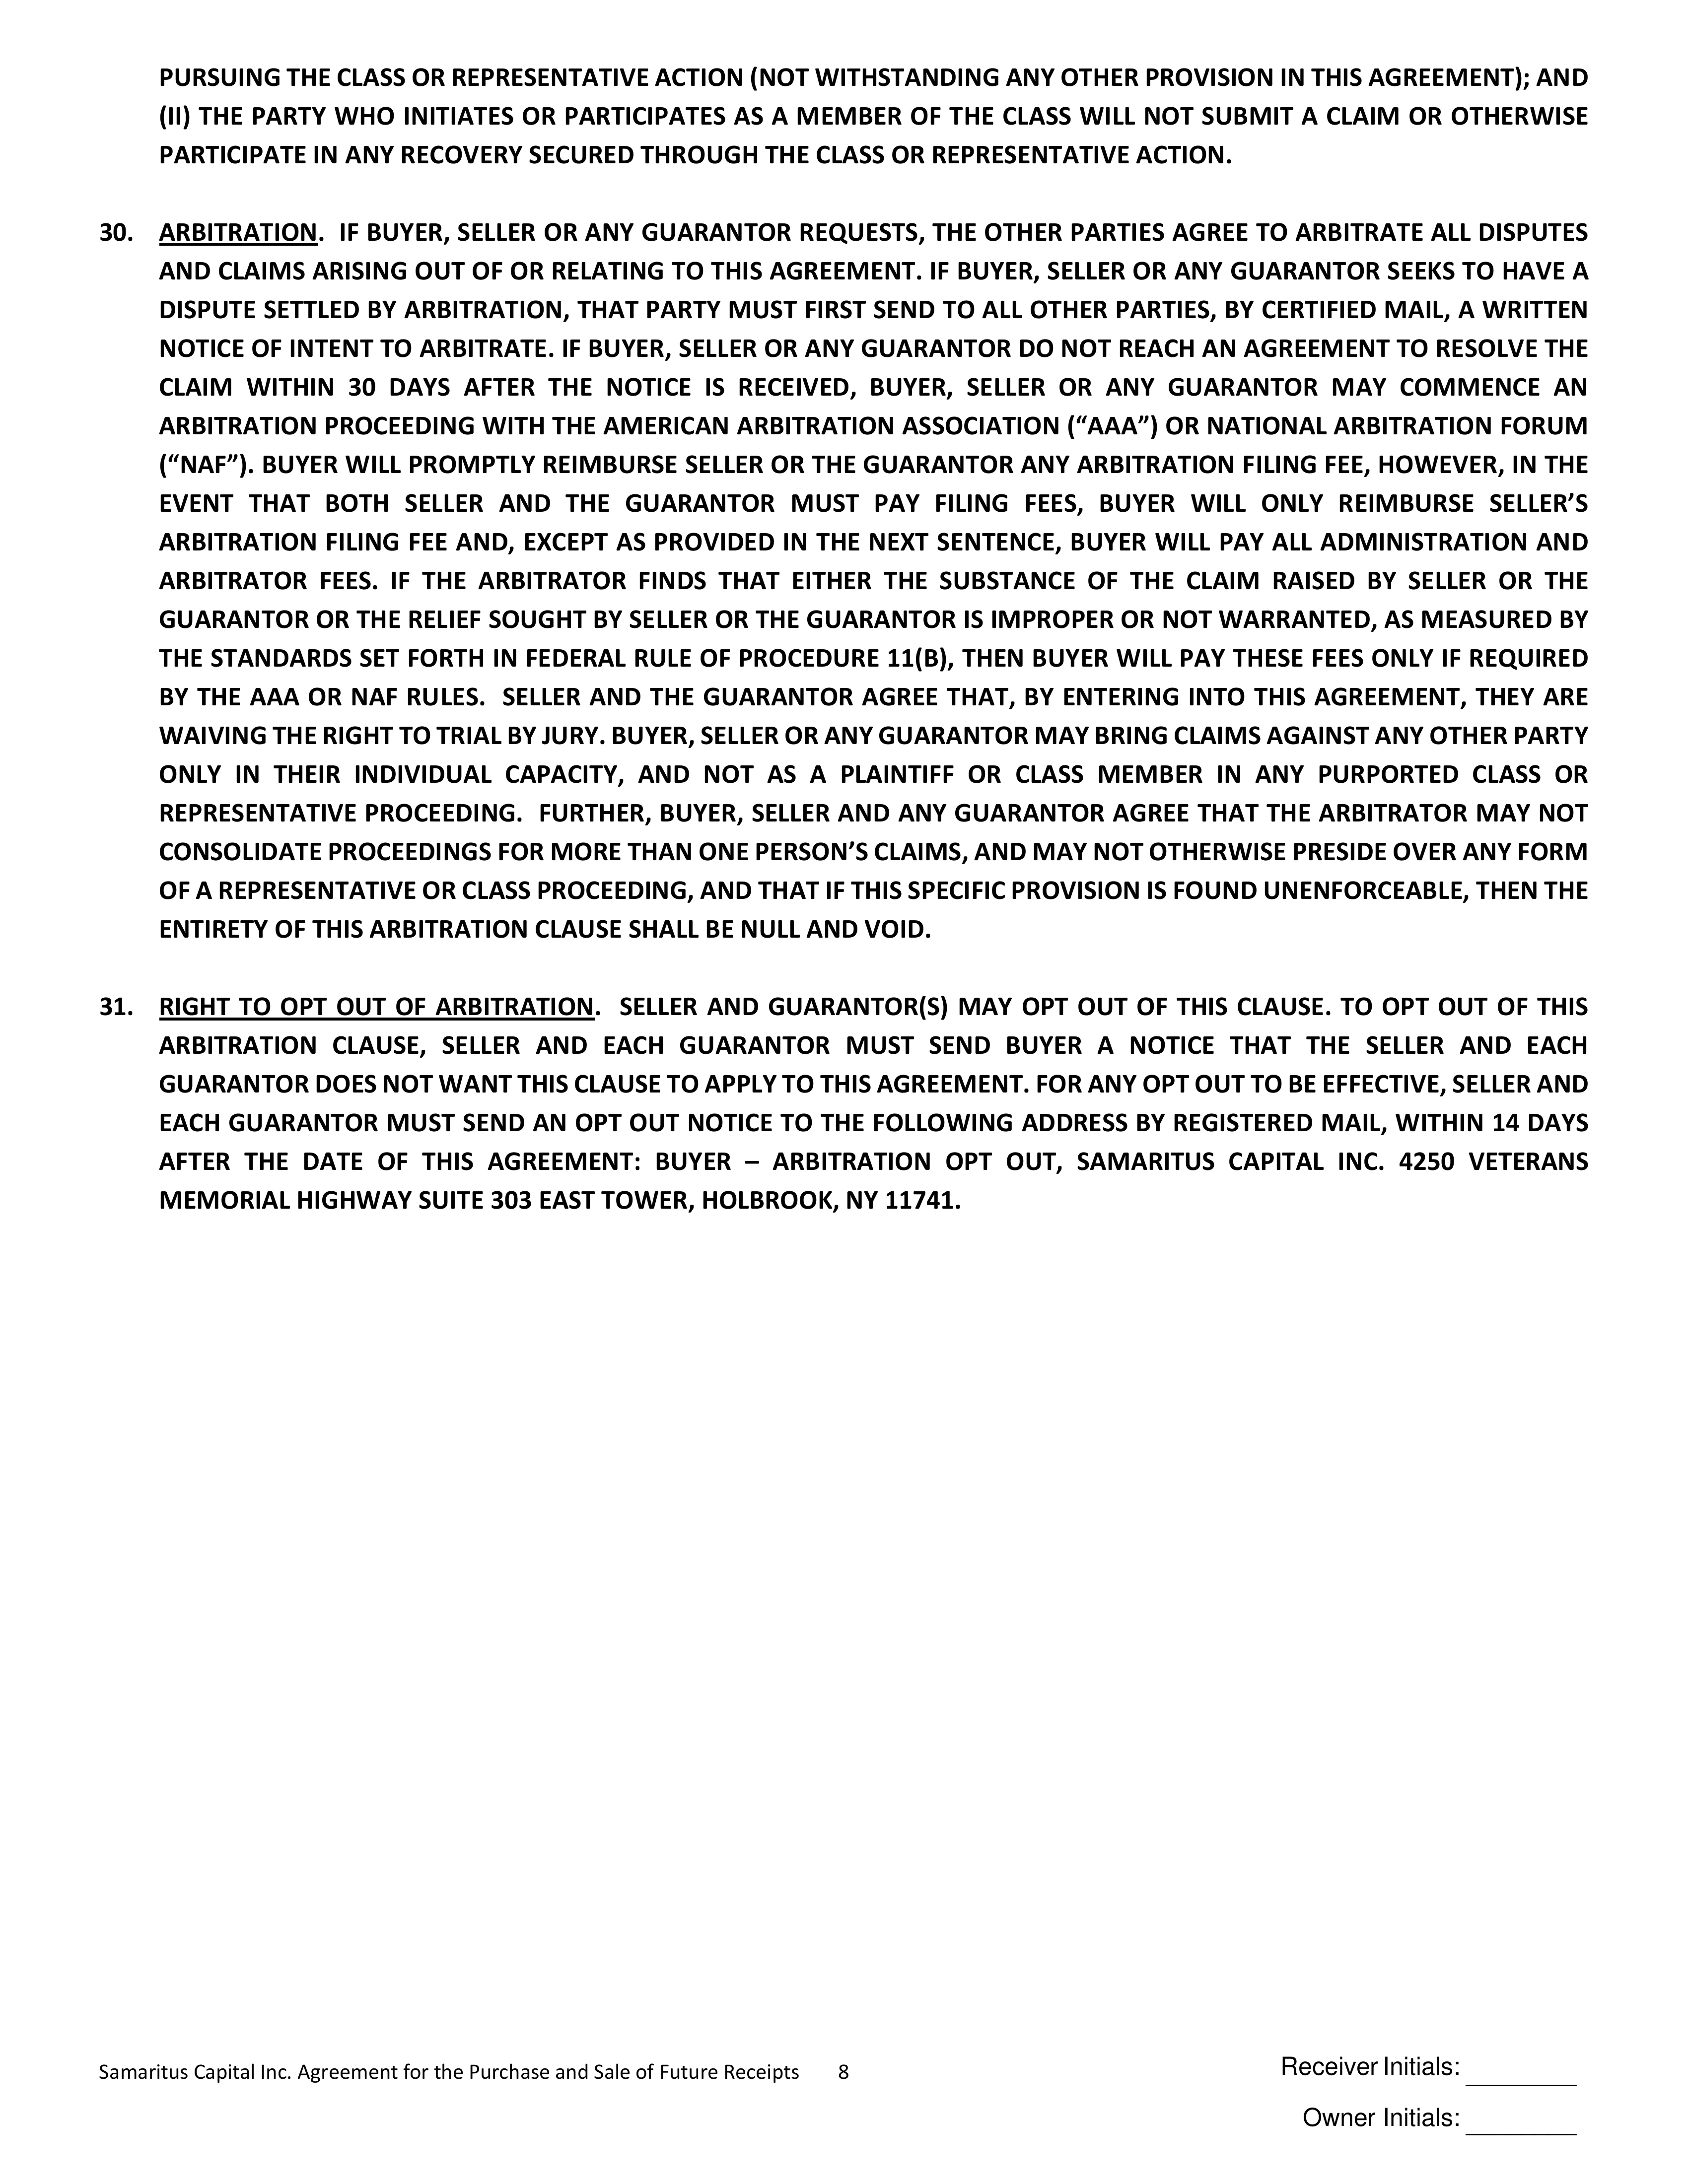 PURSUING THE CLASS OR REPRESENTATIVE ACTION (NOT WITHSTANDING ANY OTHER PROVISION IN THIS AGREEMENT); AND
(II) THE PARTY WHO INITIATES OR PARTICIPATES AS A MEMBER OF THE CLASS WILL NOT SUBMIT A CLAIM OR OTHERWISE
PARTICIPATE IN ANY RECOVERY SECURED THROUGH THE CLASS OR REPRESENTATIVE ACTION.
30. ARBITRATION. IF BUYER, SELLER OR ANY GUARANTOR REQUESTS, THE OTHER PARTIES AGREE TO ARBITRATE ALL DISPUTES
AND CLAIMS ARISING OUT OF OR RELATING TO THIS AGREEMENT. IF BUYER, SELLER OR ANY GUARANTOR SEEKS TO HAVE A
DISPUTE SETTLED BY ARBITRATION, THAT PARTY MUST FIRST SEND TO ALL OTHER PARTIES, BY CERTIFIED MAIL, A WRITTEN
NOTICE OF INTENT TO ARBITRATE. IF BUYER, SELLER OR ANY GUARANTOR DO NOT REACH AN AGREEMENT TO RESOLVE THE
CLAIM WITHIN 30 DAYS AFTER THE NOTICE IS RECEIVED, BUYER, SELLER OR ANY GUARANTOR MAY COMMENCE AN
ARBITRATION PROCEEDING WITH THE AMERICAN ARBITRATION ASSOCIATION (“AAA”) OR NATIONAL ARBITRATION FORUM
(“NAF”). BUYER WILL PROMPTLY REIMBURSE SELLER OR THE GUARANTOR ANY ARBITRATION FILING FEE, HOWEVER, IN THE
EVENT THAT BOTH SELLER AND THE GUARANTOR MUST PAY FILING FEES, BUYER WILL ONLY REIMBURSE SELLER’S
ARBITRATION FILING FEE AND, EXCEPT AS PROVIDED IN THE NEXT SENTENCE, BUYER WILL PAY ALL ADMINISTRATION AND
ARBITRATOR FEES. IF THE ARBITRATOR FINDS THAT EITHER THE SUBSTANCE OF THE CLAIM RAISED BY SELLER OR THE
GUARANTOR OR THE RELIEF SOUGHT BY SELLER OR THE GUARANTOR IS IMPROPER OR NOT WARRANTED, AS MEASURED BY
THE STANDARDS SET FORTH IN FEDERAL RULE OF PROCEDURE 11(B), THEN BUYER WILL PAY THESE FEES ONLY IF REQUIRED
BY THE AAA OR NAF RULES. SELLER AND THE GUARANTOR AGREE THAT, BY ENTERING INTO THIS AGREEMENT, THEY ARE
WAIVING THE RIGHT TO TRIAL BY JURY. BUYER, SELLER OR ANY GUARANTOR MAY BRING CLAIMS AGAINST ANY OTHER PARTY
ONLY IN THEIR INDIVIDUAL CAPACITY, AND NOT AS A PLAINTIFF OR CLASS MEMBER IN ANY PURPORTED CLASS OR
REPRESENTATIVE PROCEEDING. FURTHER, BUYER, SELLER AND ANY GUARANTOR AGREE THAT THE ARBITRATOR MAY NOT
CONSOLIDATE PROCEEDINGS FOR MORE THAN ONE PERSON’S CLAIMS, AND MAY NOT OTHERWISE PRESIDE OVER ANY FORM
OF A REPRESENTATIVE OR CLASS PROCEEDING, AND THAT IF THIS SPECIFIC PROVISION IS FOUND UNENFORCEABLE, THEN THE
ENTIRETY OF THIS ARBITRATION CLAUSE SHALL BE NULL AND VOID.
31. RIGHT TO OPT OUT OF ARBITRATION. SELLER AND GUARANTOR(S) MAY OPT OUT OF THIS CLAUSE. TO OPT OUT OF THIS
ARBITRATION CLAUSE, SELLER AND EACH GUARANTOR MUST SEND BUYER A NOTICE THAT THE SELLER AND EACH
GUARANTOR DOES NOT WANT THIS CLAUSE TO APPLY TO THIS AGREEMENT. FOR ANY OPT OUT TO BE EFFECTIVE, SELLER AND
EACH GUARANTOR MUST SEND AN OPT OUT NOTICE TO THE FOLLOWING ADDRESS BY REGISTERED MAIL, WITHIN 14 DAYS
AFTER THE DATE OF THIS AGREEMENT: BUYER – ARBITRATION OPT OUT, SAMARITUS CAPITAL INC. 4250 VETERANS
MEMORIAL HIGHWAY SUITE 303 EAST TOWER, HOLBROOK, NY 11741.
Samaritus Capital Inc. Agreement for the Purchase and Sale of Future Receipts 8
Receiver Initials: ________
Owner Initials: ________